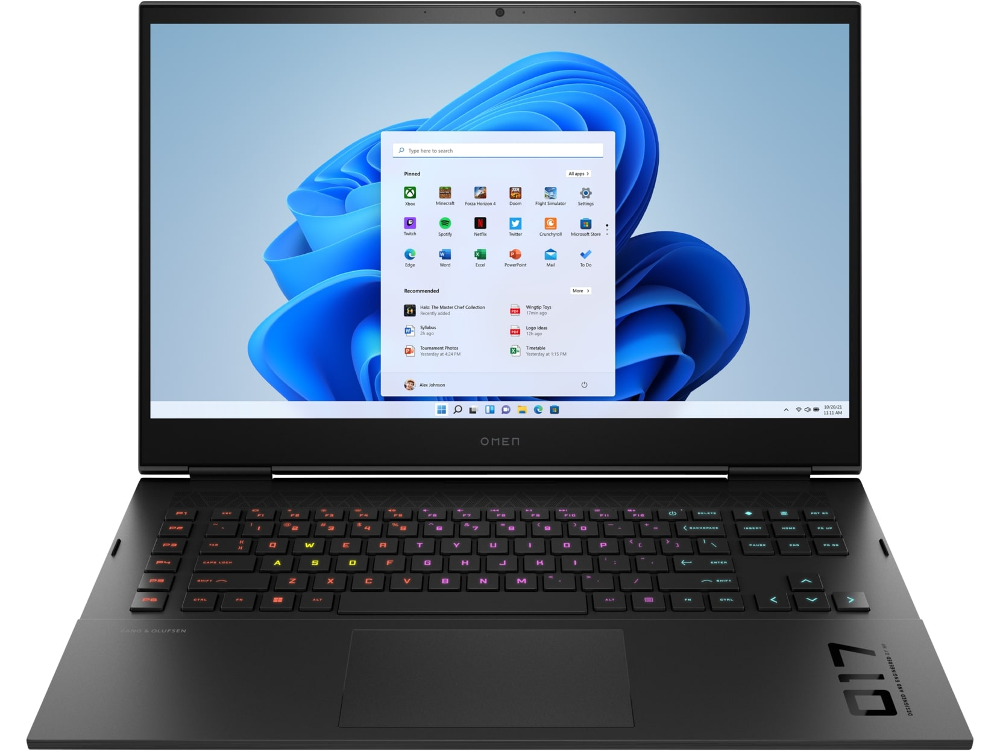 Type here to search
Pinned
All apps >
Xbox Minecraft Forza Horizon 4 Doom Flight Simulator Settings
Twitch Spotify Netflix Twitter Crunchyroll Microsoft Store
Edge Word Excel PowerPoint Mail To Do
Recommended
More >
Halo: The Master Chief Collection
Recently added
Wingtip Toys
17min ago
Syllabus
2h ago
Logo Ideas
12h ago
Tournament Photos
Yesterday at 4:24 PM
Timetable
Yesterday at 1:15 PM
Alex Johnson
10/20/21
11:11 AM
OMEN
P1 ESC F1 F2 F3 F4 F5 F6 F7 F8 F9 F10 F11 F12 DELETE PRT SC
P2 ~ ` ! 1 @ 2 # 3 $ 4 % 5 ^ 6 & 7 * 8 ( 9 ) 0 _ - + = BACKSPACE INSERT HOME PG UP
P3 TAB Q W E R T Y U I O P { [ } ] | \ PAUSE END PG DN
P4 CAPS LOCK A S D F G H J K l : ; " ' ENTER
P5 SHIFT Z X C V B N M < , > . / SHIFT
P6 CTRL FN ALT ALT FN CTRL
BANG & OLUFSEN
017
DESIGNED AND ENGINEERED BY HP